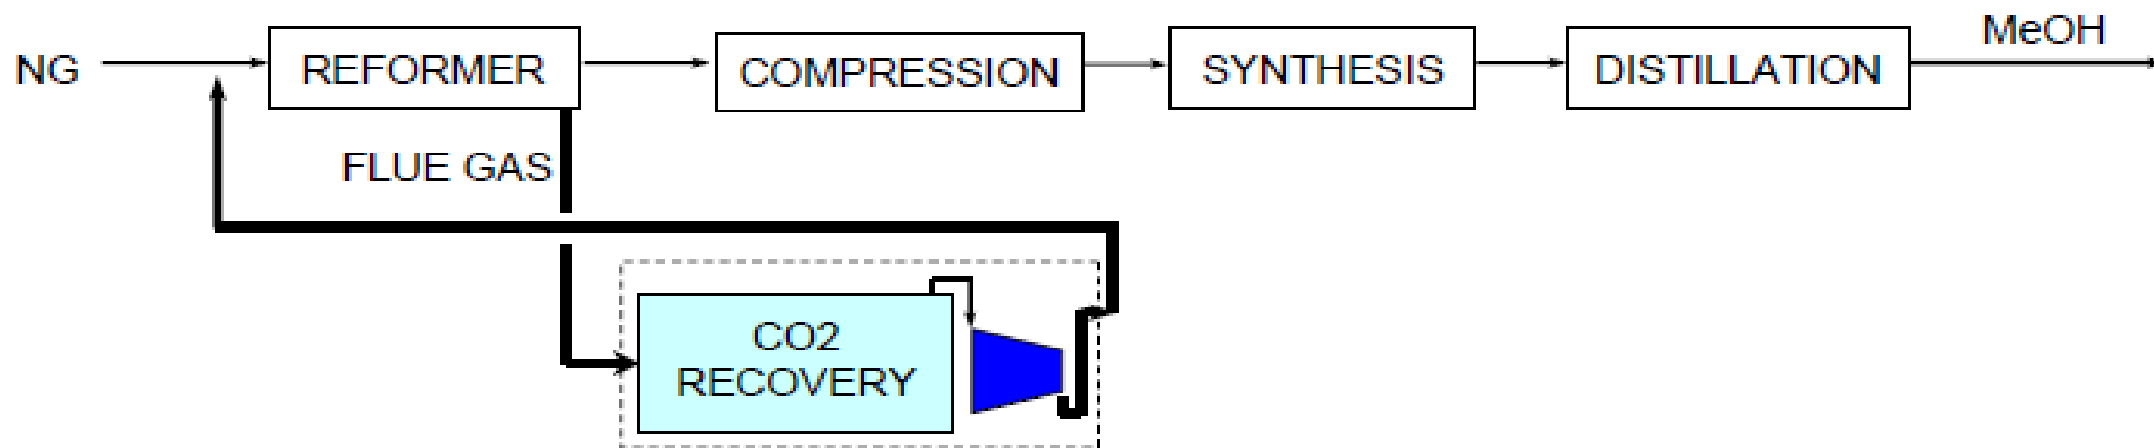 NG
REFORMER
COMPRESSION
SYNTHESIS
DISTILLATION
MeOH
FLUE GAS
CO2
RECOVERY